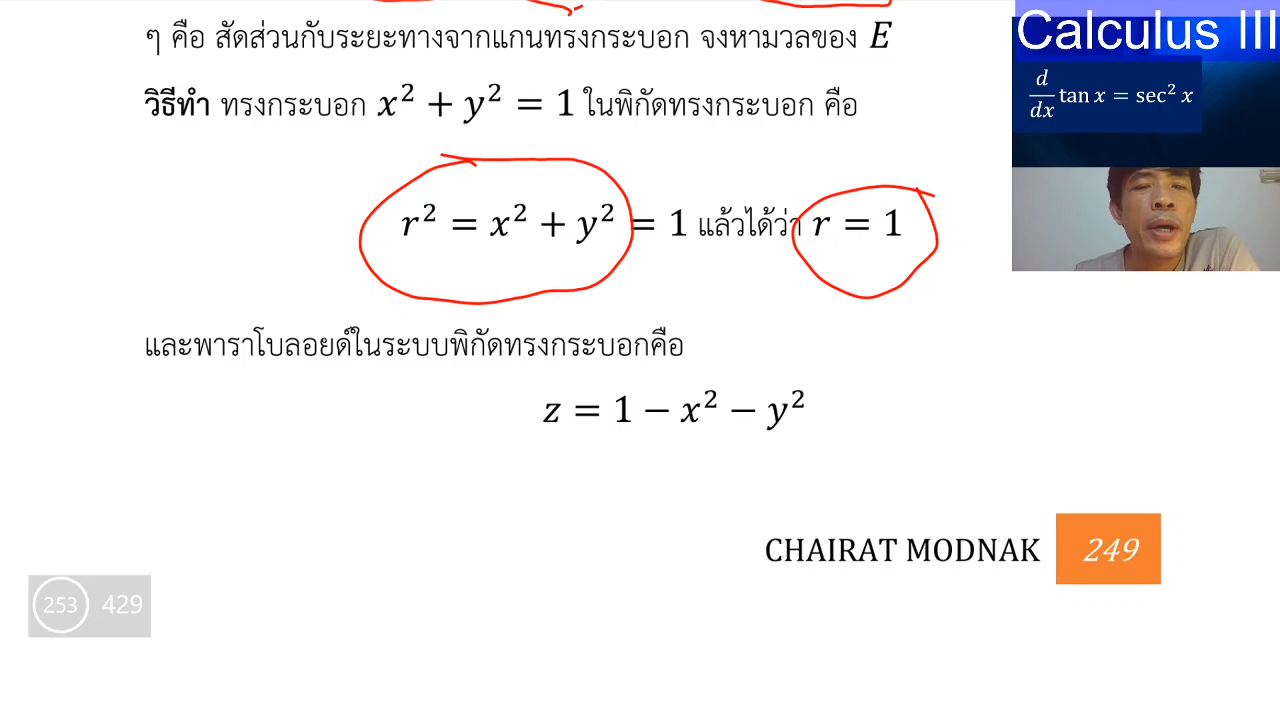 ๆ คือ สัดส่วนกับระยะทางจากแกนทรงกระบอก จงหามวลของ E
วิธีทำ ทรงกระบอก x² + y² = 1 ในพิกัดทรงกระบอก คือ
r² = x² + y² = 1 แล้วได้ว่า r = 1
และพาราโบลอยด์ในระบบพิกัดทรงกระบอกคือ
z = 1 − x² − y²
CHAIRAT MODNAK 249
253 429
Calculus III
d/dx tan x = sec² x